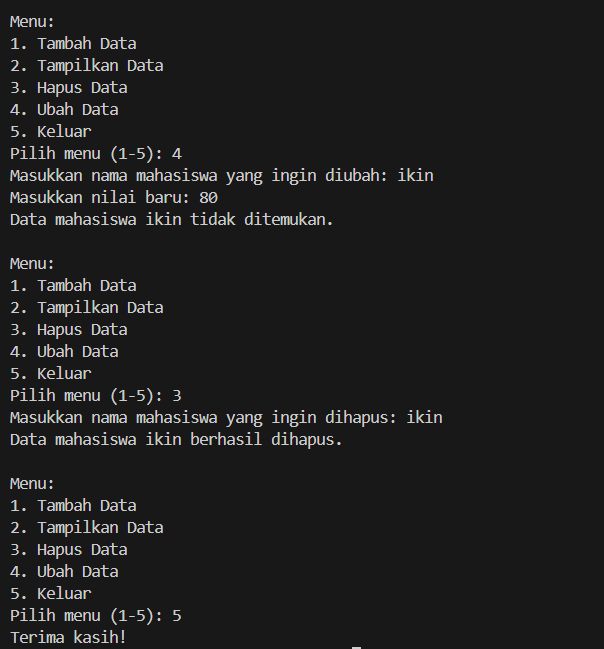 Menu:
1. Tambah Data
2. Tampilkan Data
3. Hapus Data
4. Ubah Data
5. Keluar
Pilih menu (1-5): 4
Masukkan nama mahasiswa yang ingin diubah: ikin
Masukkan nilai baru: 80
Data mahasiswa ikin tidak ditemukan.

Menu:
1. Tambah Data
2. Tampilkan Data
3. Hapus Data
4. Ubah Data
5. Keluar
Pilih menu (1-5): 3
Masukkan nama mahasiswa yang ingin dihapus: ikin
Data mahasiswa ikin berhasil dihapus.

Menu:
1. Tambah Data
2. Tampilkan Data
3. Hapus Data
4. Ubah Data
5. Keluar
Pilih menu (1-5): 5
Terima kasih!